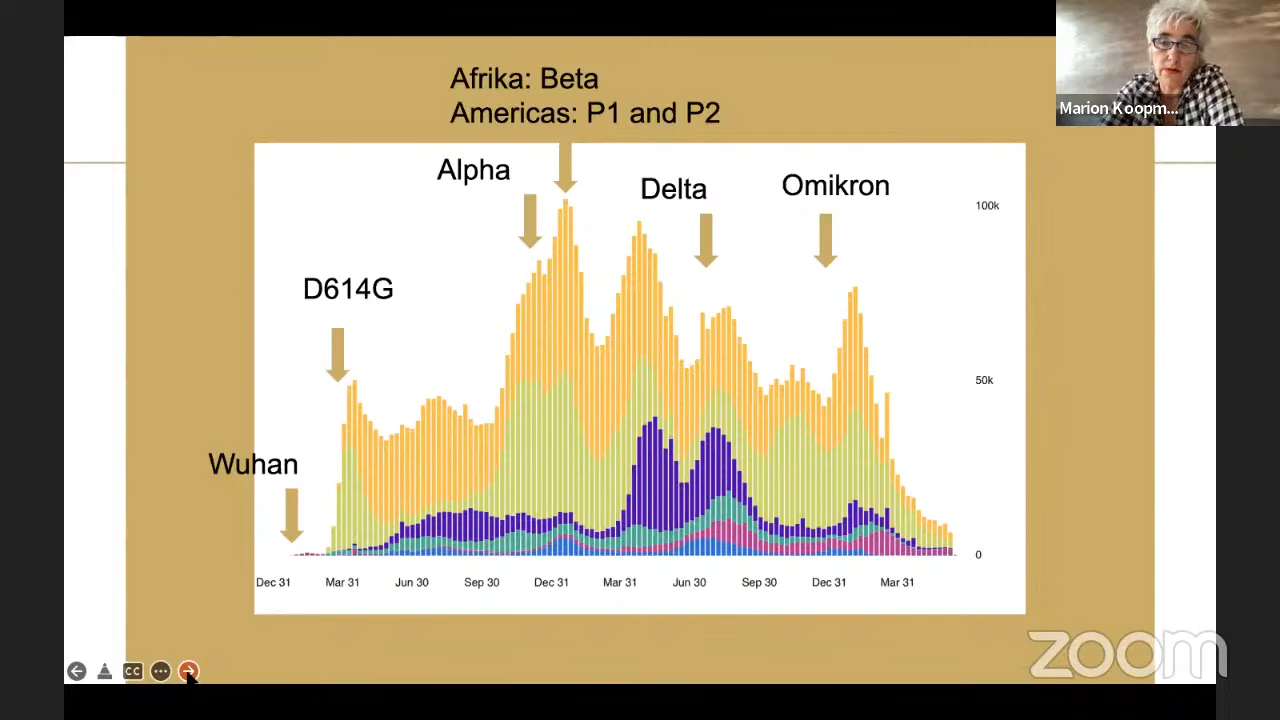 Afrika: Beta
Americas: P1 and P2
Marion Koopm...
Alpha
Delta
Omikron
100k
D614G
50k
Wuhan
0
Dec 31
Mar 31
Jun 30
Sep 30
Dec 31
Mar 31
Jun 30
Sep 30
Dec 31
Mar 31
CC
zoom